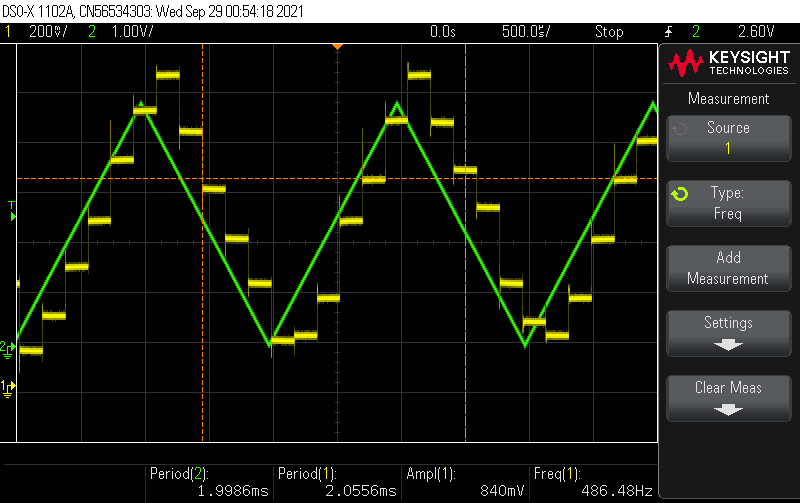 DSO-X 1102A, CN56534303: Wed Sep 29 00:54:18 2021
1 200mV/ 2 1.00V/ 0.0s 500.0us/ Stop 2 2.60V
KEYSIGHT
TECHNOLOGIES
Measurement
Source
1
Type:
Freq
Add
Measurement
Settings
Clear Meas
T
2
1
Period(2): Period(1): Ampl(1): Freq(1):
1.9986ms 2.0556ms 840mV 486.48Hz